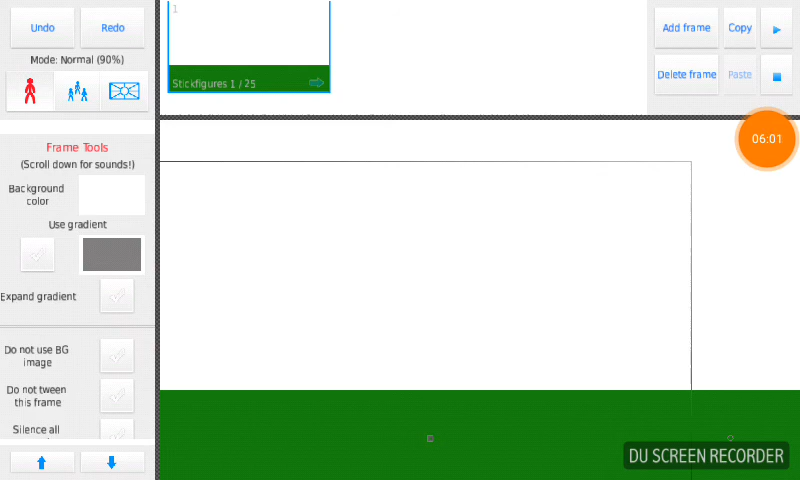 Undo
Redo
Mode: Normal (90%)
Frame Tools
(Scroll down for sounds!)
Background
color
Use gradient
Expand gradient
Do not use BG
image
Do not tween
this frame
Silence all
1
Stickfigures 1 / 25
Add frame
Copy
Delete frame
Paste
06:01
DU SCREEN RECORDER